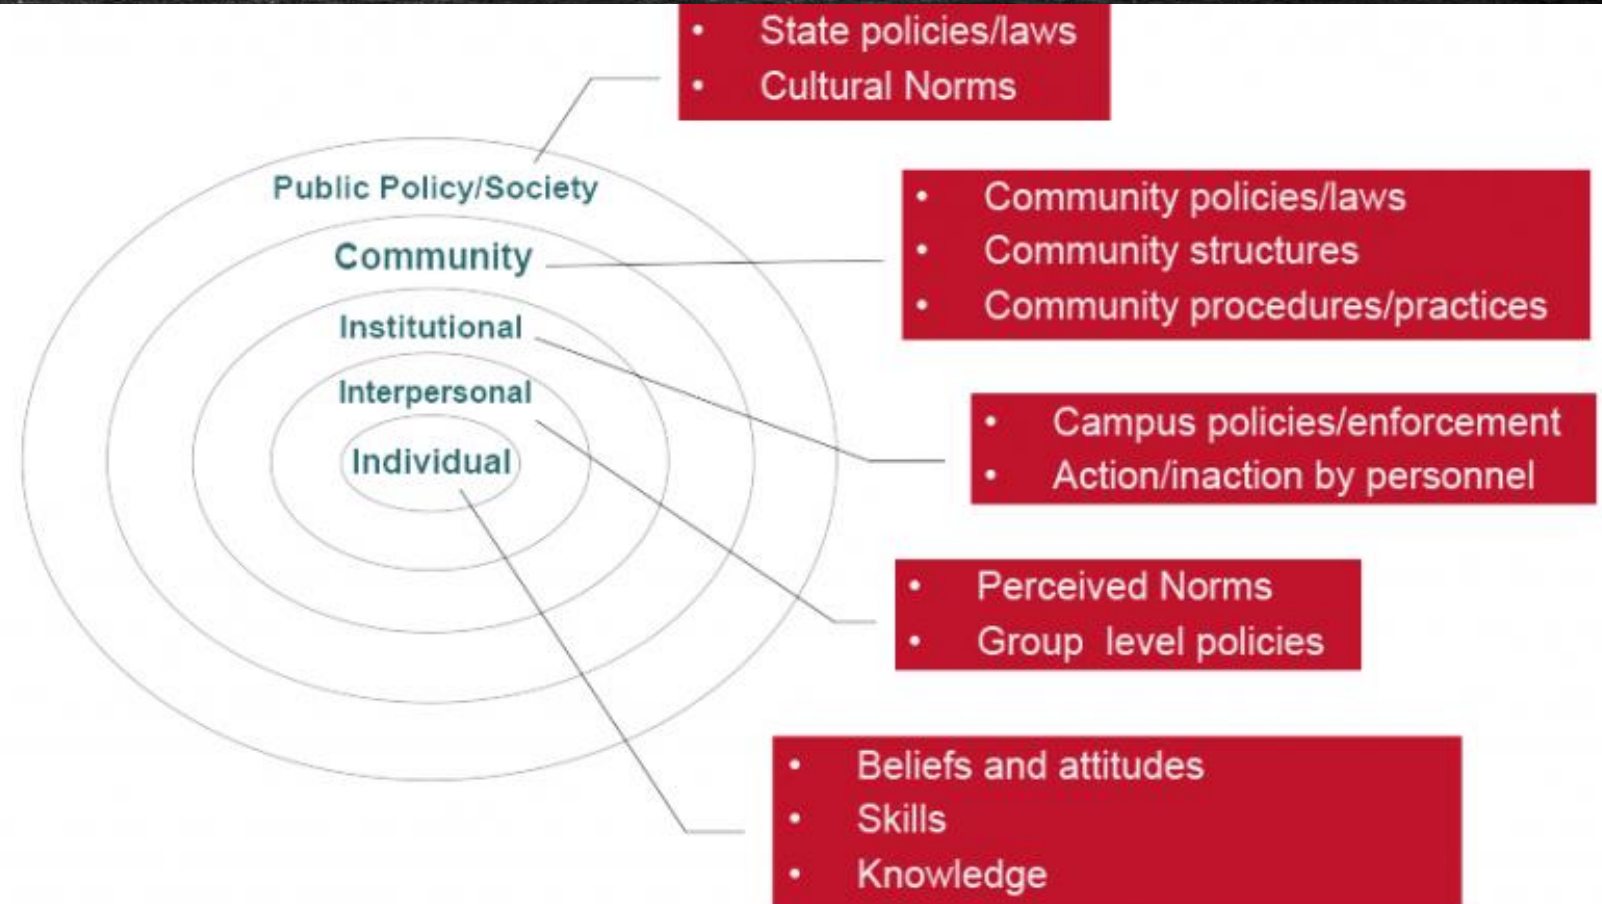 • State policies/laws
• Cultural Norms
Public Policy/Society
Community
Institutional
Interpersonal
Individual
• Community policies/laws
• Community structures
• Community procedures/practices
• Campus policies/enforcement
• Action/inaction by personnel
• Perceived Norms
• Group level policies
• Beliefs and attitudes
• Skills
• Knowledge